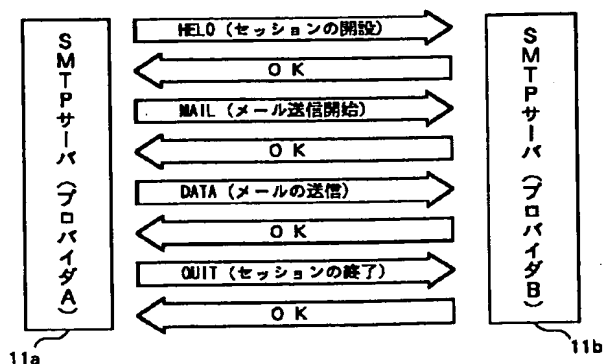 SMTPサーバ（プロバイダA）
HELO（セッションの開設）
OK
MAIL（メール送信開始）
OK
DATA（メールの送信）
OK
QUIT（セッションの終了）
OK
SMTPサーバ（プロバイダB）
11a
11b